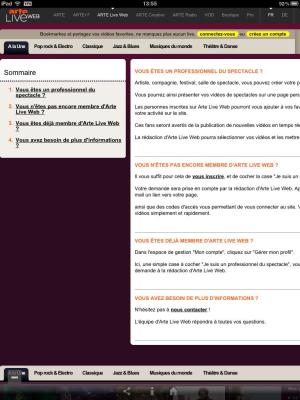 iPad 13:55 90 %
arte LIVE WEB ARTE ARTE+7 ARTE Live Web ARTE Creative ARTE Radio VOD Boutique Pro FR DE
Bookmarkez et partagez vos vidéos favorites, ne manquez plus aucun live, connectez-vous ou créez un compte
A la Une Pop rock & Electro Classique Jazz & Blues Musiques du monde Théâtre & Danse
Sommaire
1. Vous êtes un professionnel du spectacle ?
2. Vous n'êtes pas encore membre d'Arte Live Web ?
3. Vous êtes déjà membre d'Arte Live Web ?
4. Vous avez besoin de plus d'informations ?
VOUS ÊTES UN PROFESSIONNEL DU SPECTACLE ?
Artiste, compagnie, festival, salle de spectacles, vous pouvez créer votre p
Vous pourrez ainsi présenter vos vidéos de spectacles sur une page person
Les personnes inscrites sur Arte Live Web pourront vous ajouter à vos fav
votre activité sur le site.
Ces fans seront avertis de la publication de nouvelles vidéos en temps rée
La rédaction d'Arte Live Web pourra sélectionner vos vidéos et les mettre
VOUS N'ÊTES PAS ENCORE MEMBRE D'ARTE LIVE WEB ?
Il vous suffit pour cela de vous inscrire, et de cocher la case "Je suis un p
Votre demande sera prise en compte par la rédaction d'Arte Live Web. Ap
mail un lien vers votre page.
ainsi que des codes d'accès vous permettant de vous connecter au site. V
vidéos simplement et rapidement.
VOUS ÊTES DÉJÀ MEMBRE D'ARTE LIVE WEB ?
Dans l'espace de gestion "Mon compte", cliquez sur "Gérer mon profil".
Ici, une simple case à cocher "Je suis un professionnel du spectacle", vous
demande à la rédaction d'Arte Live Web.
VOUS AVEZ BESOIN DE PLUS D'INFORMATIONS ?
N'hésitez pas à nous contacter !
L'équipe d'Arte Live Web répondra à toutes vos questions.
Pop rock & Electro Classique Jazz & Blues Musiques du monde Théâtre & Danse